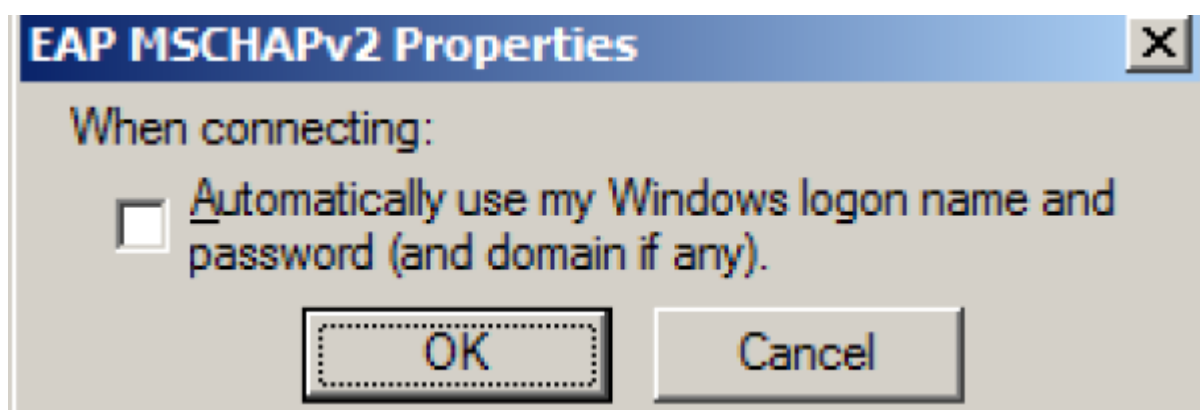 EAP MSCHAPv2 Properties
When connecting:
Automatically use my Windows logon name and
password (and domain if any).
OK
Cancel